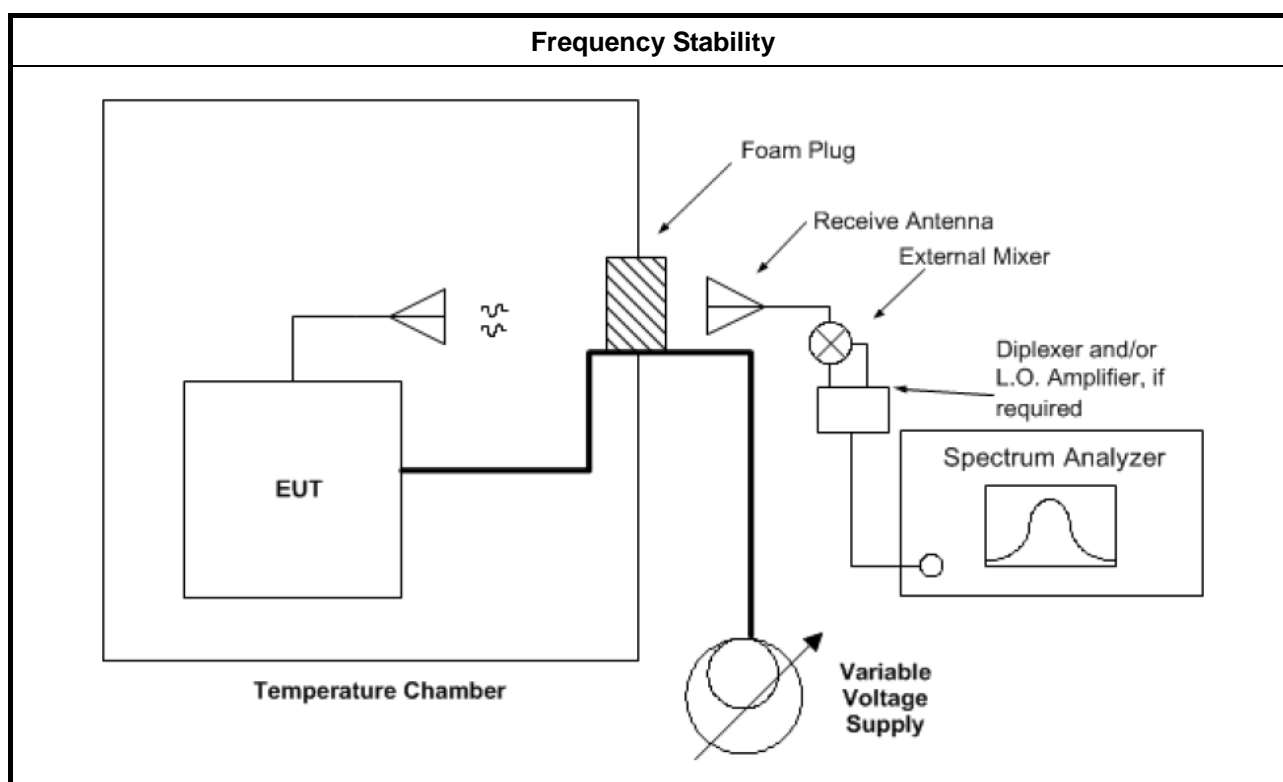 Frequency Stability
Foam Plug
Receive Antenna
External Mixer
Diplexer and/or
L.O. Amplifier, if
required
Spectrum Analyzer
EUT
Temperature Chamber
Variable
Voltage
Supply